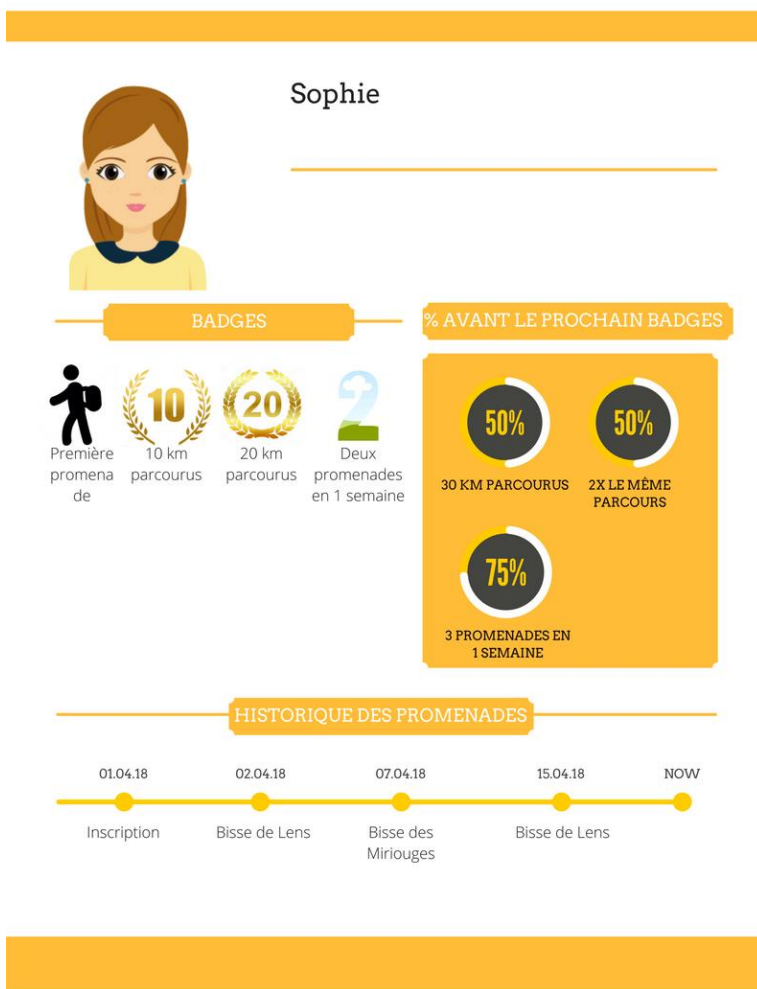 Sophie
BADGES
% AVANT LE PROCHAIN BADGES
10
20
2
Première
promena
de
10 km
parcourus
20 km
parcourus
Deux
promenades
en 1 semaine
50%
30 KM PARCOURUS
50%
2X LE MÊME
PARCOURS
75%
3 PROMENADES EN
1 SEMAINE
HISTORIQUE DES PROMENADES
01.04.18
02.04.18
07.04.18
15.04.18
NOW
Inscription
Bisse de Lens
Bisse des
Miriouges
Bisse de Lens